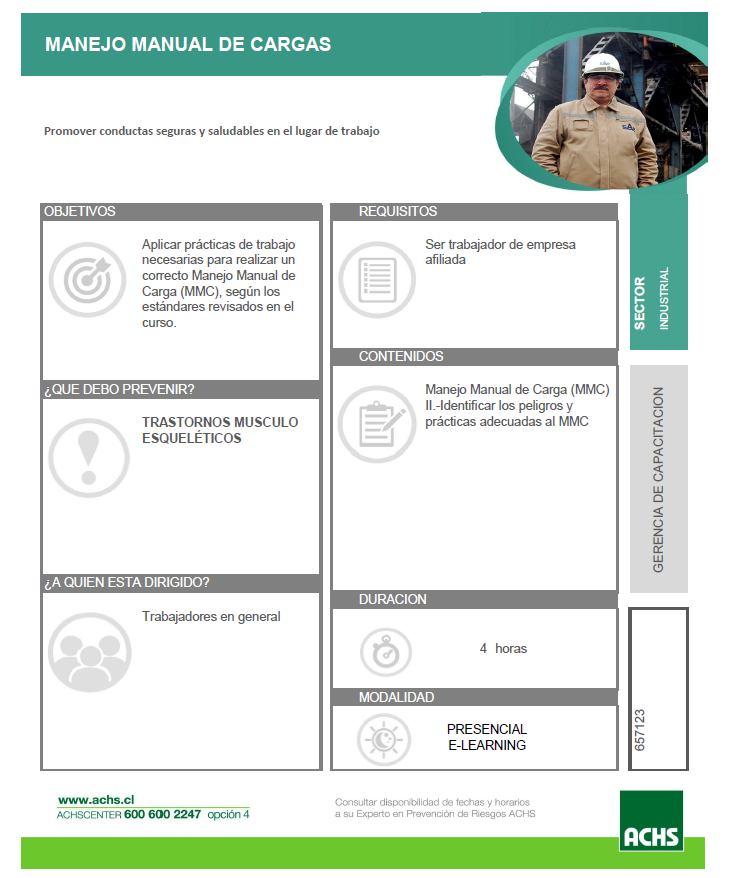 MANEJO MANUAL DE CARGAS
Promover conductas seguras y saludables en el lugar de trabajo
OBJETIVOS
Aplicar prácticas de trabajo
necesarias para realizar un
correcto Manejo Manual de
Carga (MMC), según los
estándares revisados en el
curso.
¿QUE DEBO PREVENIR?
TRASTORNOS MUSCULO
ESQUELÉTICOS
¿A QUIEN ESTA DIRIGIDO?
Trabajadores en general
REQUISITOS
Ser trabajador de empresa
afiliada
CONTENIDOS
Manejo Manual de Carga (MMC)
II.-Identificar los peligros y
prácticas adecuadas al MMC
DURACION
4 horas
MODALIDAD
PRESENCIAL
E-LEARNING
SECTOR
INDUSTRIAL
GERENCIA DE CAPACITACION
657123
www.achs.cl
ACHSCENTER 600 600 2247 opción 4
Consultar disponibilidad de fechas y horarios
a su Experto en Prevención de Riesgos ACHS
ACHS